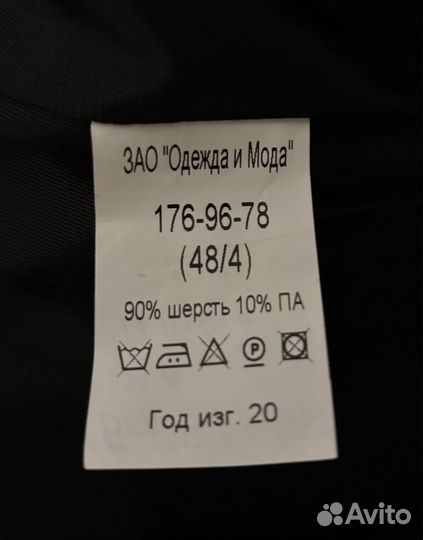 ЗАО "Одежда и Мода"
176-96-78
(48/4)
90% шерсть 10% ПА
P
Год изг. 20
Avito